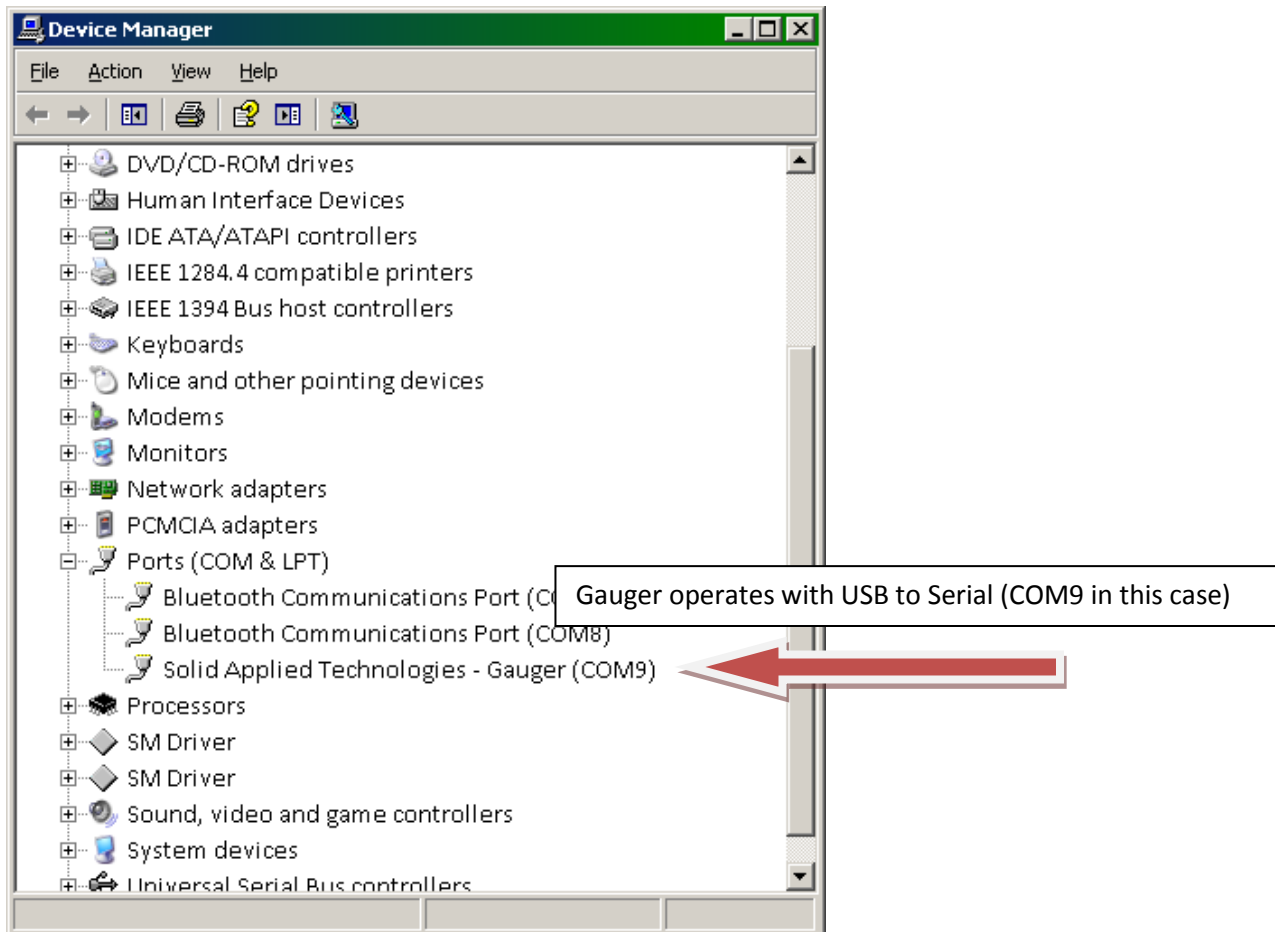 Device Manager
File Action View Help
DVD/CD-ROM drives
Human Interface Devices
IDE ATA/ATAPI controllers
IEEE 1284.4 compatible printers
IEEE 1394 Bus host controllers
Keyboards
Mice and other pointing devices
Modems
Monitors
Network adapters
PCMCIA adapters
Ports (COM & LPT)
Bluetooth Communications Port
Gauger operates with USB to Serial (COM9 in this case)
Bluetooth Communications Port (COM8)
Solid Applied Technologies - Gauger (COM9)
Processors
SM Driver
SM Driver
Sound, video and game controllers
System devices
Universal Serial Bus controllers